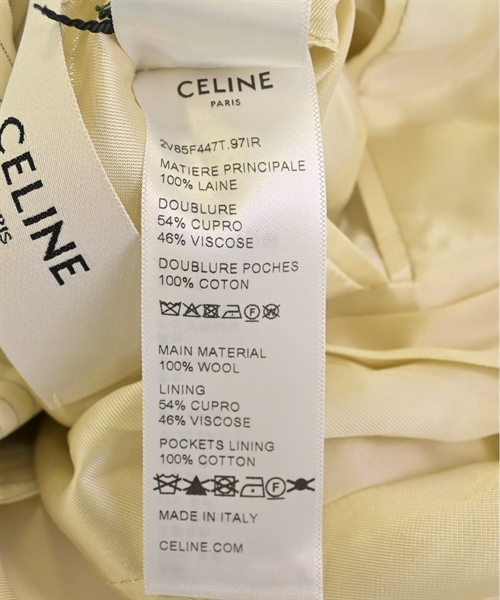 CELINE
PARIS
CELINE
PARIS
2V85F447T.97IR
MATIERE PRINCIPALE
100% LAINE
DOUBLURE
54% CUPRO
46% VISCOSE
DOUBLURE POCHES
100% COTON
F
MAIN MATERIAL
100% WOOL
LINING
54% CUPRO
46% VISCOSE
POCKETS LINING
100% COTTON
F
MADE IN ITALY
CELINE.COM